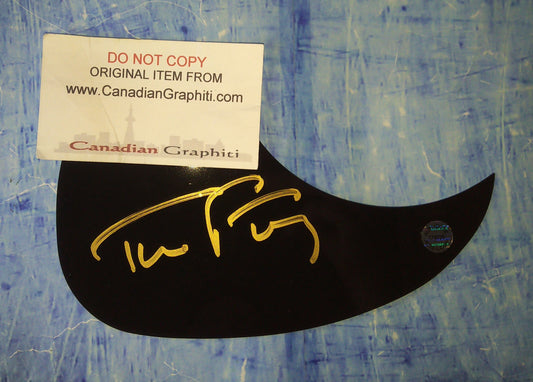 DO NOT COPY
ORIGINAL ITEM FROM
www.CanadianGraphiti.com
Canadian Graphiti